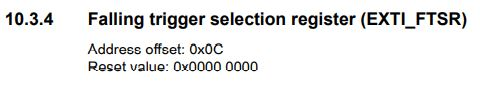 10.3.4 Falling trigger selection register (EXTI_FTSR)
Address offset: 0x0C
Reset value: 0x0000 0000